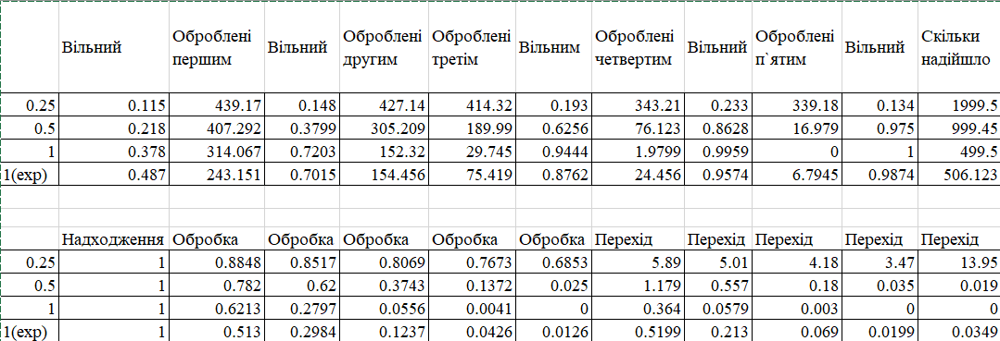 Вільний Оброблені першим Вільний Оброблені другим Оброблені третім Вільним Оброблені четвертим Вільний Оброблені п`ятим Вільний Скільки надійшло
0.25 0.115 439.17 0.148 427.14 414.32 0.193 343.21 0.233 339.18 0.134 1999.5
0.5 0.218 407.292 0.3799 305.209 189.99 0.6256 76.123 0.8628 16.979 0.975 999.45
1 0.378 314.067 0.7203 152.32 29.745 0.9444 1.9799 0.9959 0 1 499.5
1(exp) 0.487 243.151 0.7015 154.456 75.419 0.8762 24.456 0.9574 6.7945 0.9874 506.123
Надходження Обробка Обробка Обробка Обробка Обробка Перехід Перехід Перехід Перехід Перехід
0.25 1 0.8848 0.8517 0.8069 0.7673 0.6853 5.89 5.01 4.18 3.47 13.95
0.5 1 0.782 0.62 0.3743 0.1372 0.025 1.179 0.557 0.18 0.035 0.019
1 1 0.6213 0.2797 0.0556 0.0041 0 0.364 0.0579 0.003 0 0
1(exp) 1 0.513 0.2984 0.1237 0.0426 0.0126 0.5199 0.213 0.069 0.0199 0.0349